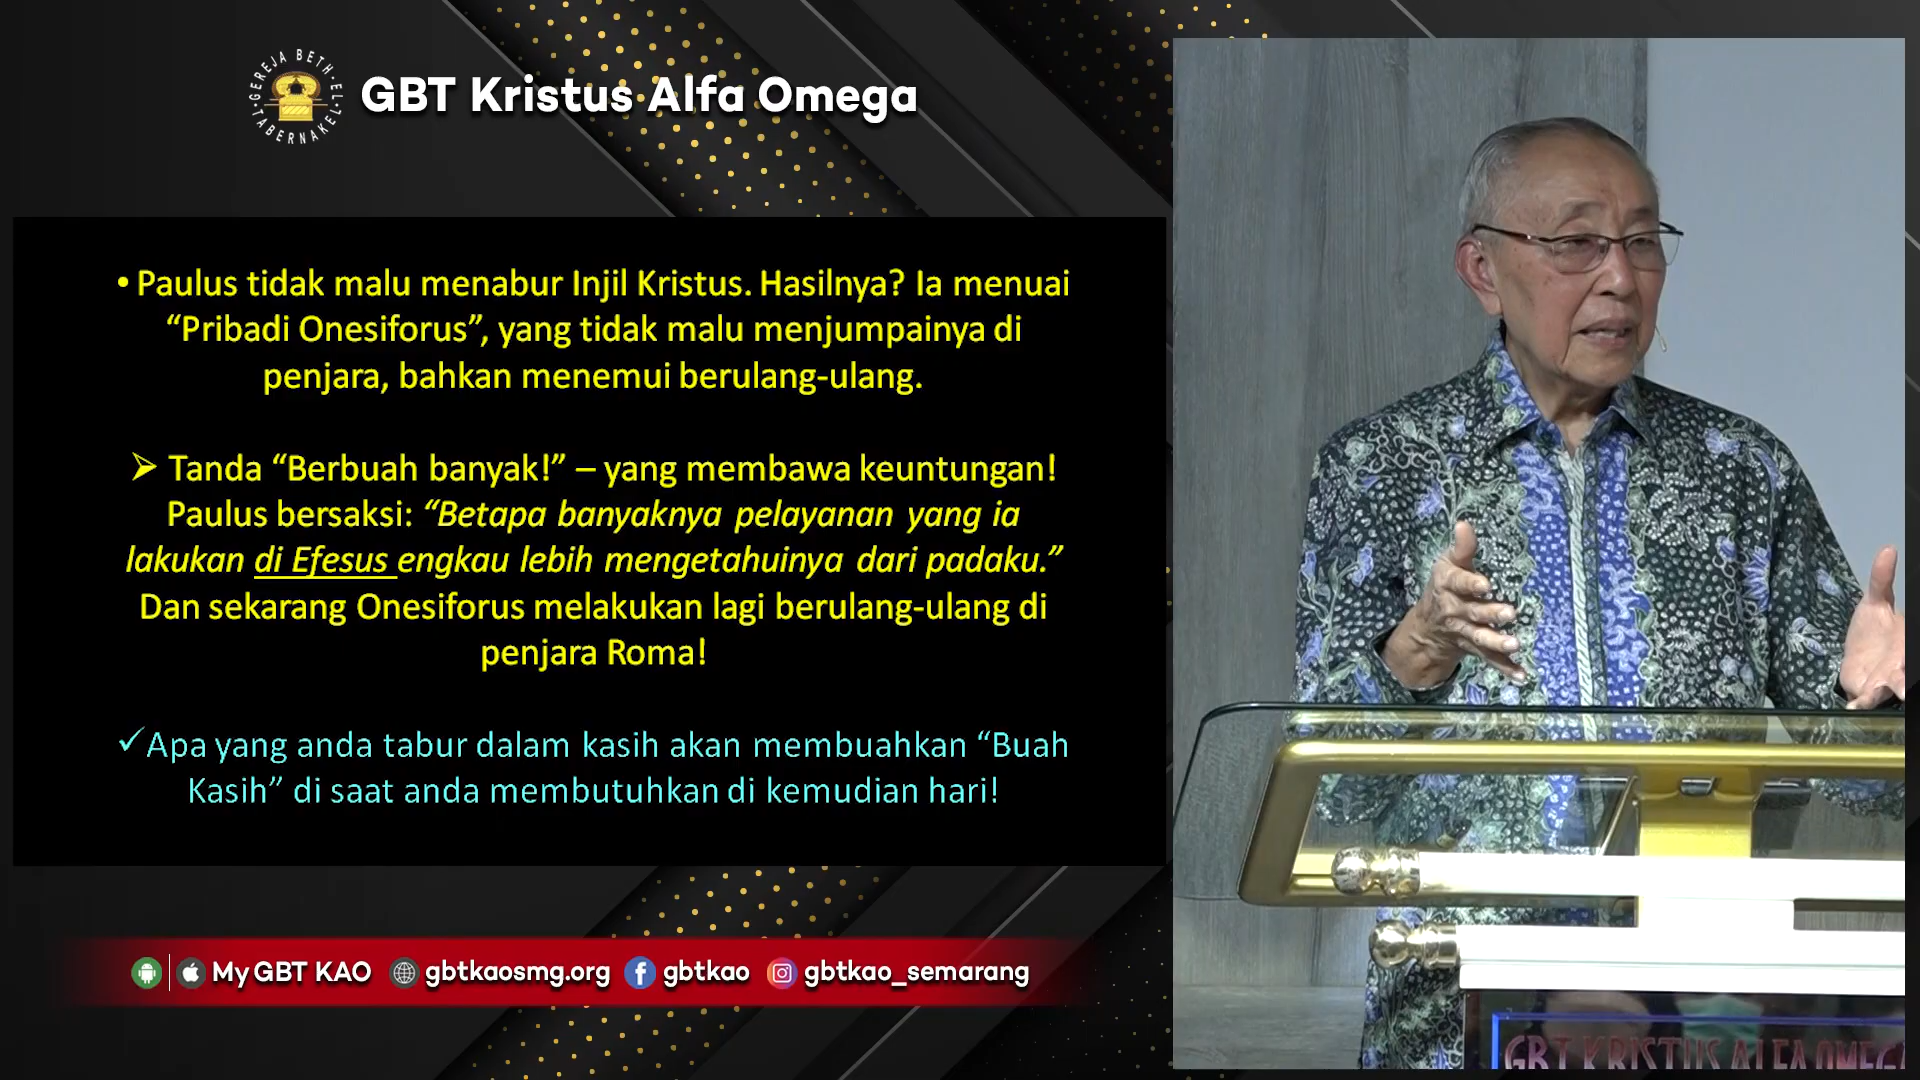 GEREJA BETH-EL
TABERNAKEL
GBT Kristus Alfa Omega
• Paulus tidak malu menabur Injil Kristus. Hasilnya? Ia menuai
“Pribadi Onesiforus”, yang tidak malu menjumpainya di
penjara, bahkan menemui berulang-ulang.
➢ Tanda “Berbuah banyak!” – yang membawa keuntungan!
Paulus bersaksi: “Betapa banyaknya pelayanan yang ia
lakukan di Efesus engkau lebih mengetahuinya dari padaku.”
Dan sekarang Onesiforus melakukan lagi berulang-ulang di
penjara Roma!
✓Apa yang anda tabur dalam kasih akan membuahkan “Buah
Kasih” di saat anda membutuhkan di kemudian hari!
My GBT KAO gbtkaosmg.org gbtkao gbtkao_semarang
GBT KRISTUS ALFA OMEGA